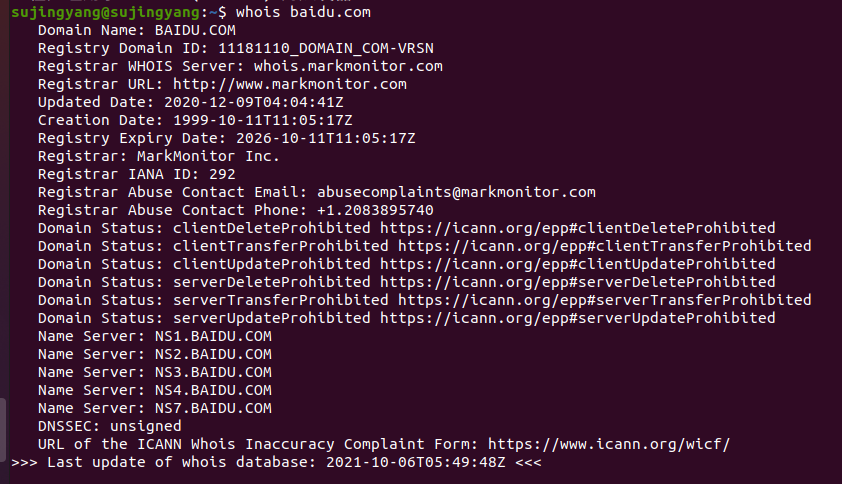 sujingyang@sujingyang:~$ whois baidu.com
Domain Name: BAIDU.COM
Registry Domain ID: 11181110_DOMAIN_COM-VRSN
Registrar WHOIS Server: whois.markmonitor.com
Registrar URL: http://www.markmonitor.com
Updated Date: 2020-12-09T04:04:41Z
Creation Date: 1999-10-11T11:05:17Z
Registry Expiry Date: 2026-10-11T11:05:17Z
Registrar: MarkMonitor Inc.
Registrar IANA ID: 292
Registrar Abuse Contact Email: abusecomplaints@markmonitor.com
Registrar Abuse Contact Phone: +1.2083895740
Domain Status: clientDeleteProhibited https://icann.org/epp#clientDeleteProhibited
Domain Status: clientTransferProhibited https://icann.org/epp#clientTransferProhibited
Domain Status: clientUpdateProhibited https://icann.org/epp#clientUpdateProhibited
Domain Status: serverDeleteProhibited https://icann.org/epp#serverDeleteProhibited
Domain Status: serverTransferProhibited https://icann.org/epp#serverTransferProhibited
Domain Status: serverUpdateProhibited https://icann.org/epp#serverUpdateProhibited
Name Server: NS1.BAIDU.COM
Name Server: NS2.BAIDU.COM
Name Server: NS3.BAIDU.COM
Name Server: NS4.BAIDU.COM
Name Server: NS7.BAIDU.COM
DNSSEC: unsigned
URL of the ICANN Whois Inaccuracy Complaint Form: https://www.icann.org/wicf/
>>> Last update of whois database: 2021-10-06T05:49:48Z <<<